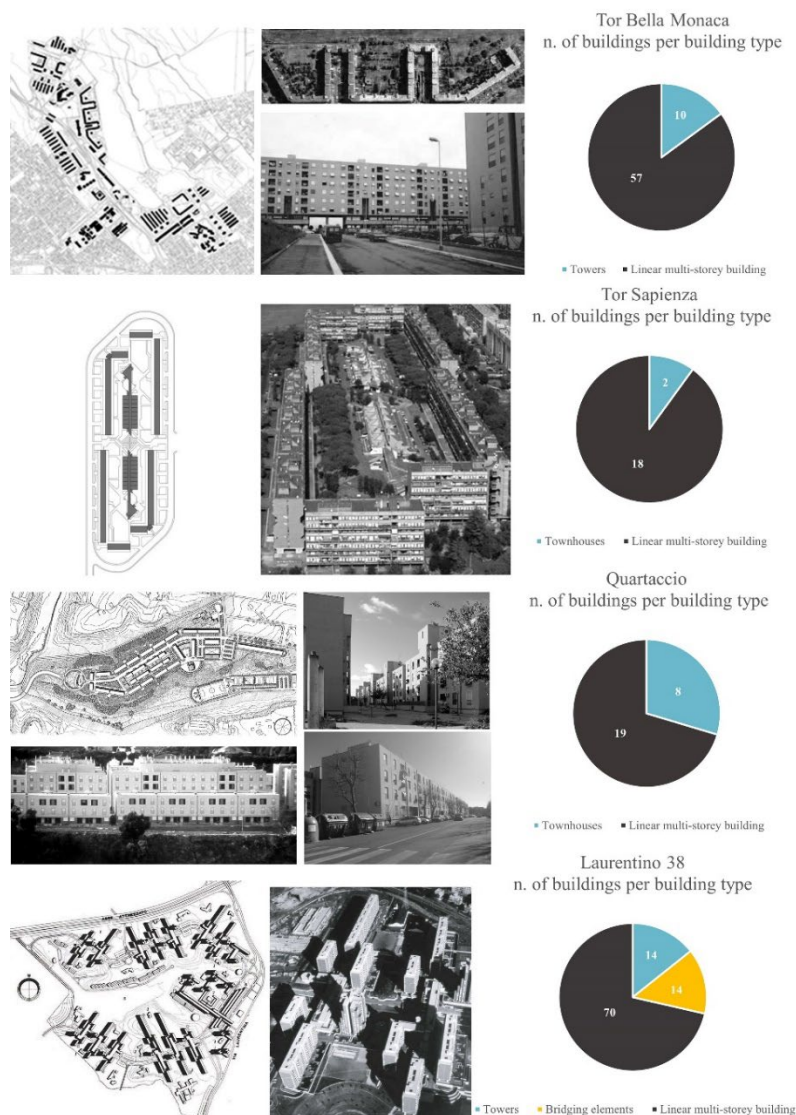 Tor Bella Monaca
n. of buildings per building type
10
57
Towers Linear multi-storey building
Tor Sapienza
n. of buildings per building type
2
18
Townhouses Linear multi-storey building
Quartaccio
n. of buildings per building type
8
19
Townhouses Linear multi-storey building
Laurentino 38
n. of buildings per building type
14
14
70
Towers Bridging elements Linear multi-storey building